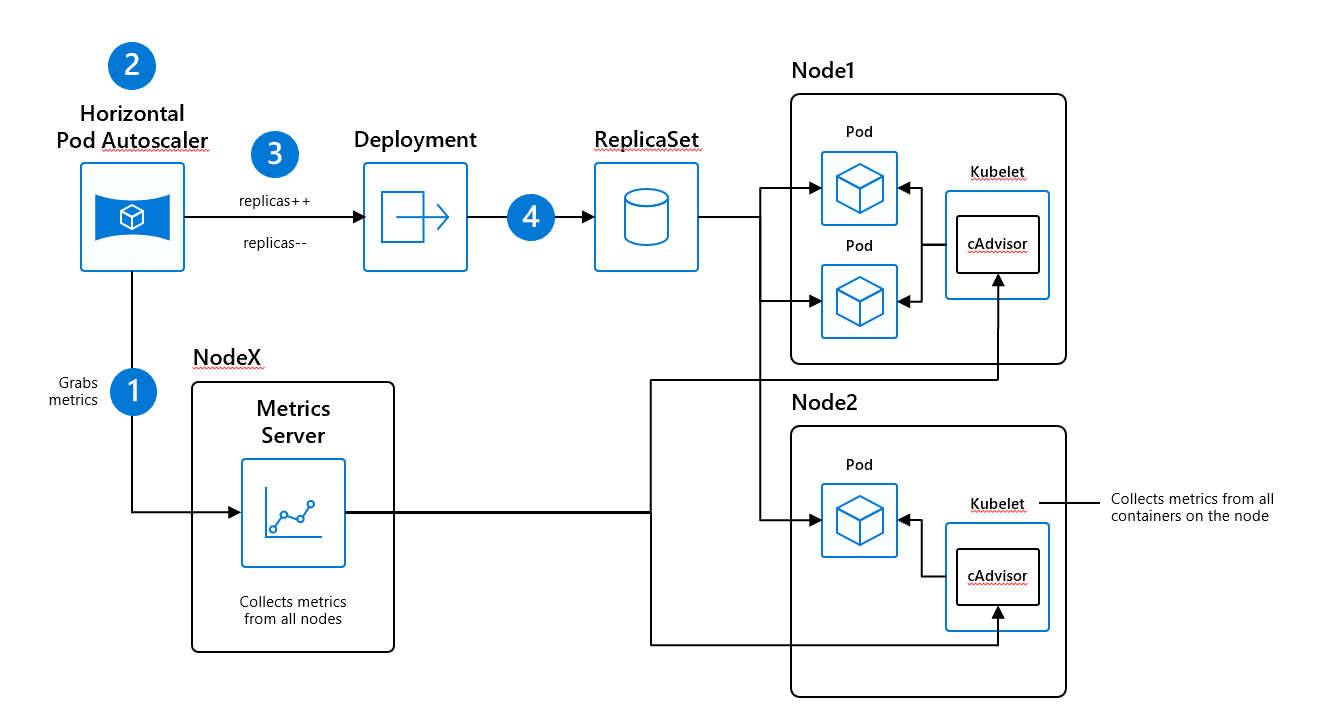 2
Horizontal
Pod Autoscaler
3
replicas++
replicas--
Deployment
4
ReplicaSet
Node1
Pod
Kubelet
cAdvisor
Pod
Grabs
metrics
1
NodeX
Metrics
Server
Collects metrics
from all nodes
Node2
Pod
Kubelet
cAdvisor
Collects metrics from all
containers on the node